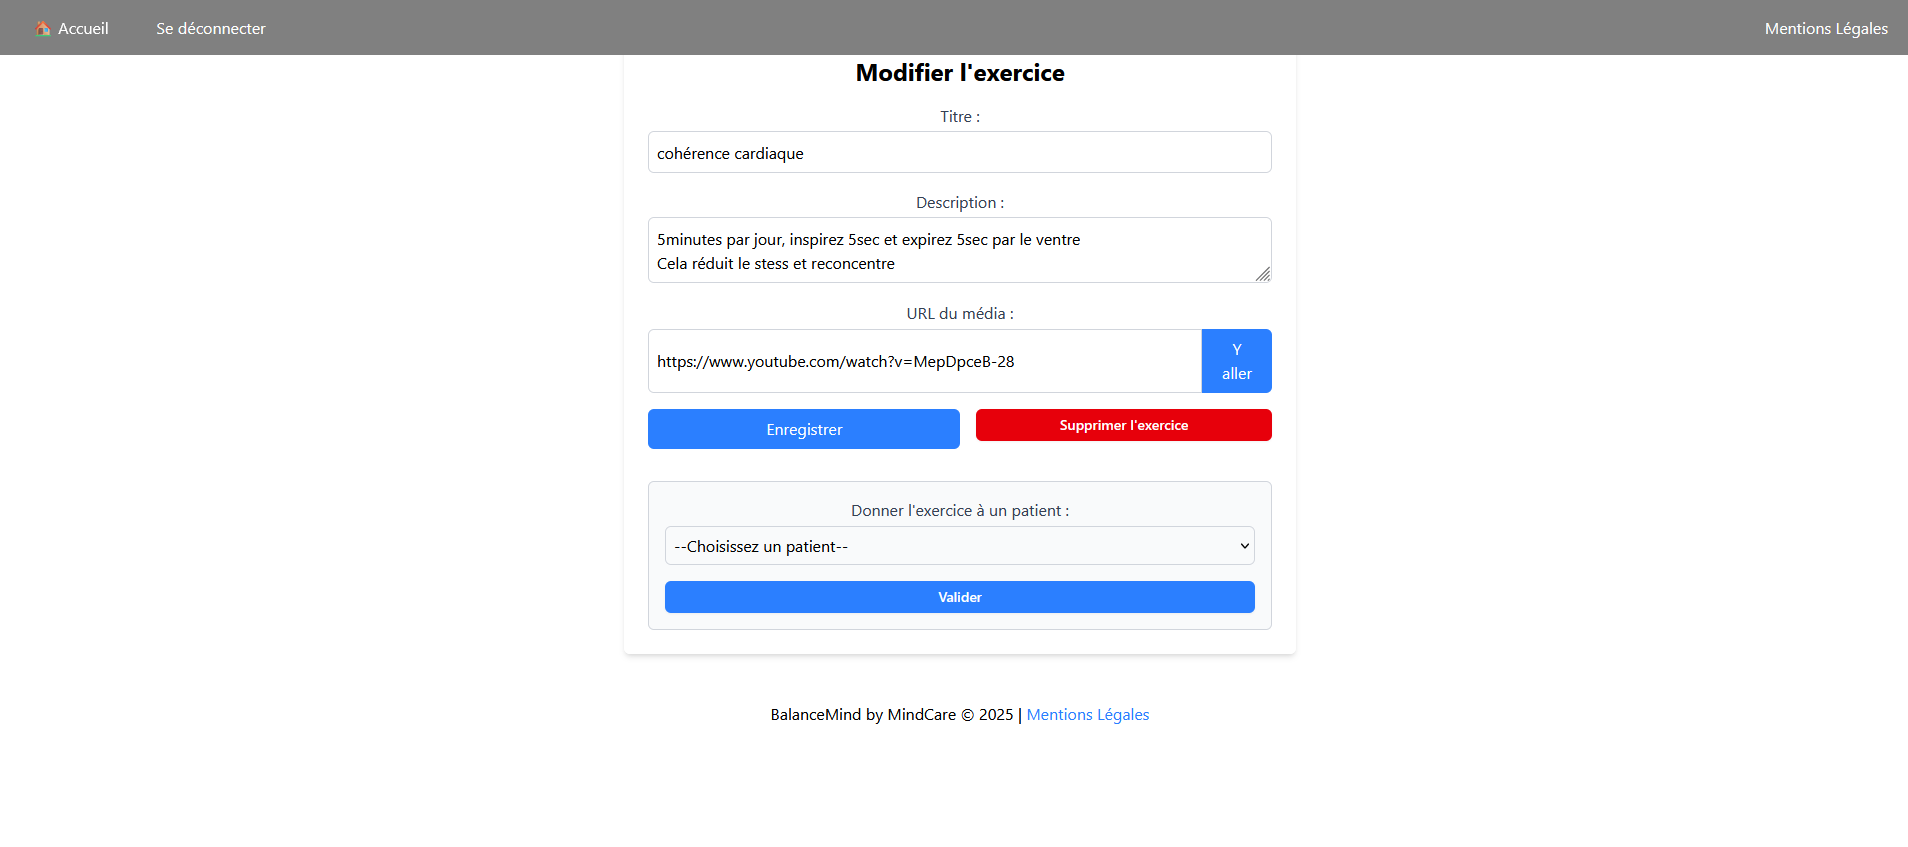 Accueil
Se déconnecter
Mentions Légales
Modifier l'exercice
Titre :
cohérence cardiaque
Description :
5minutes par jour, inspirez 5sec et expirez 5sec par le ventre
Cela réduit le stess et reconcentre
URL du média :
https://www.youtube.com/watch?v=MepDpceB-28
Y
aller
Enregistrer
Supprimer l'exercice
Donner l'exercice à un patient :
--Choisissez un patient--
Valider
BalanceMind by MindCare © 2025 | Mentions Légales